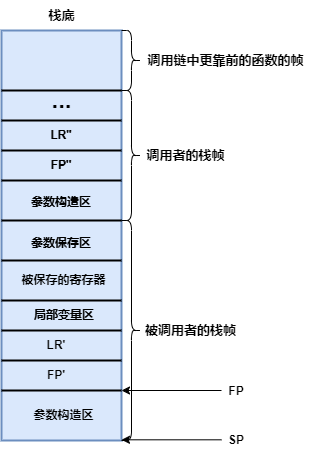 栈底
调用链中更靠前的函数的帧
...
LR''
FP''
调用者的栈帧
参数构造区
参数保存区
被保存的寄存器
局部变量区
被调用者的栈帧
LR'
FP'
FP
参数构造区
SP